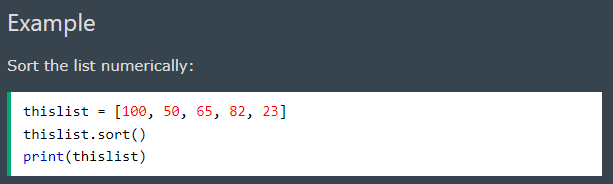 Example
Sort the list numerically:
thislist = [100, 50, 65, 82, 23]
thislist.sort()
print(thislist)